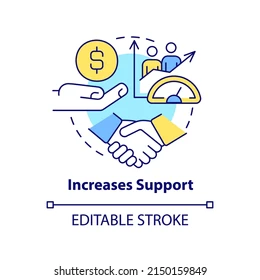 $
Increases Support
EDITABLE STROKE
shutterstock.com · 2150159849